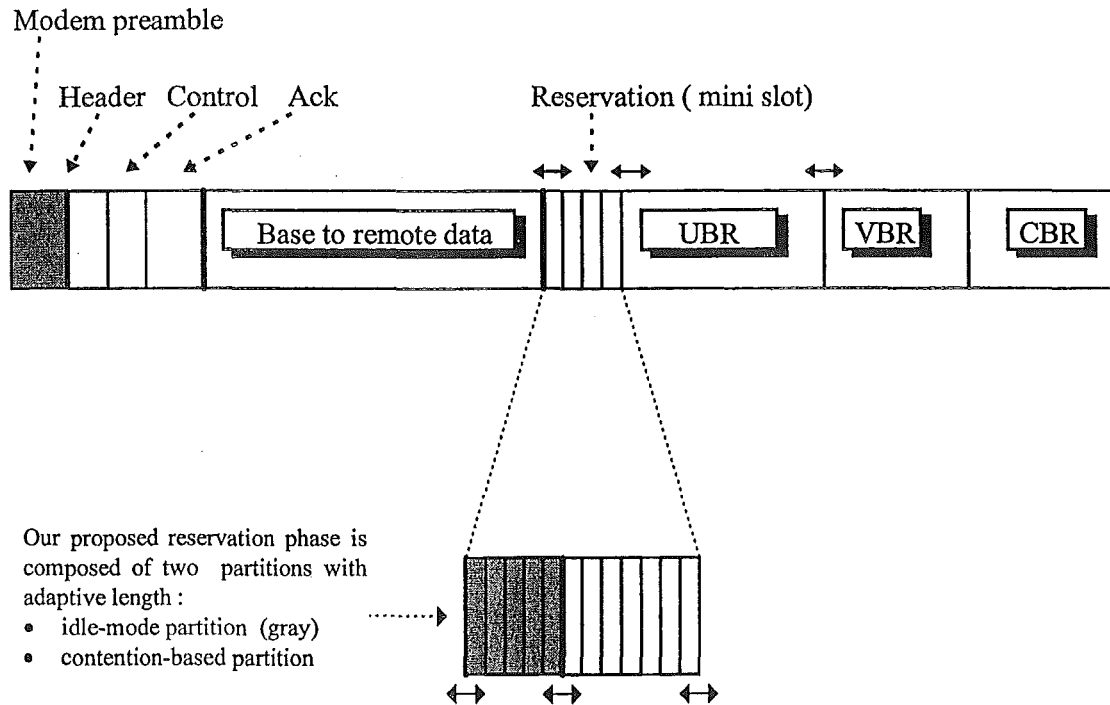 Modem preamble
Header Control Ack Reservation ( mini slot)
Base to remote data UBR VBR CBR
Our proposed reservation phase is
composed of two partitions with
adaptive length :
• idle-mode partition (gray)
• contention-based partition